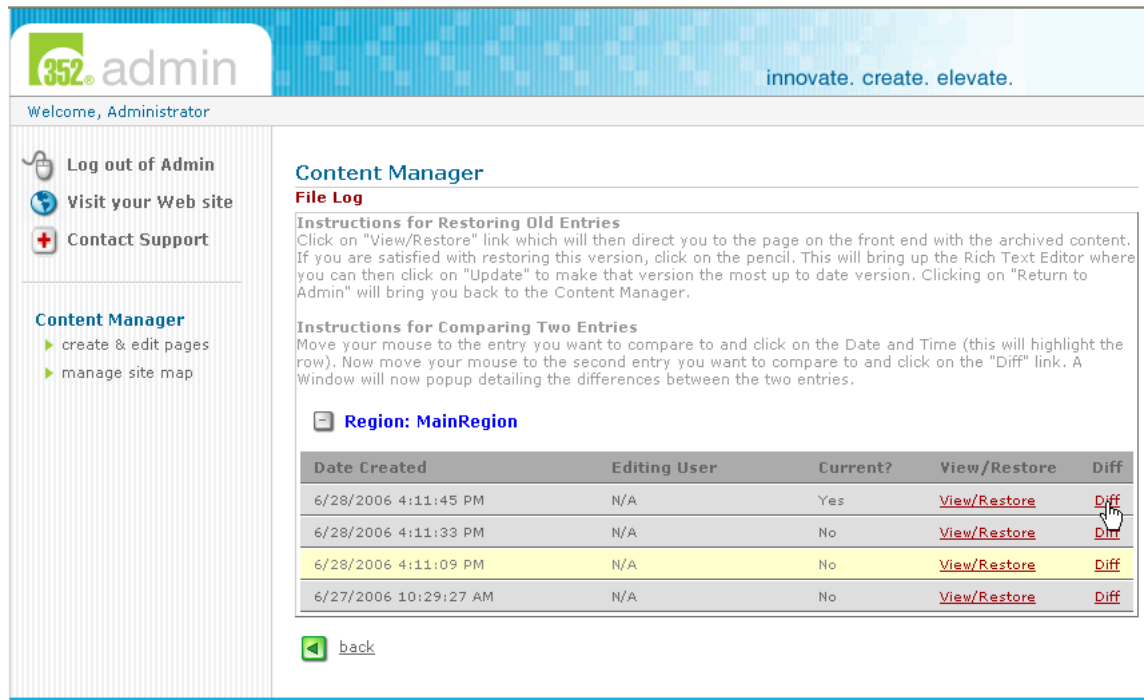 352® admin
innovate. create. elevate.
Welcome, Administrator
Log out of Admin
Visit your Web site
Contact Support
Content Manager
create & edit pages
manage site map
Content Manager
File Log
Instructions for Restoring Old Entries
Click on "View/Restore" link which will then direct you to the page on the front end with the archived content.
If you are satisfied with restoring this version, click on the pencil. This will bring up the Rich Text Editor where
you can then click on "Update" to make that version the most up to date version. Clicking on "Return to
Admin" will bring you back to the Content Manager.
Instructions for Comparing Two Entries
Move your mouse to the entry you want to compare to and click on the Date and Time (this will highlight the
row). Now move your mouse to the second entry you want to compare to and click on the "Diff" link. A
Window will now popup detailing the differences between the two entries.
Region: MainRegion
Date Created Editing User Current? View/Restore Diff
6/28/2006 4:11:45 PM N/A Yes View/Restore Diff
6/28/2006 4:11:33 PM N/A No View/Restore Diff
6/28/2006 4:11:09 PM N/A No View/Restore Diff
6/27/2006 10:29:27 AM N/A No View/Restore Diff
back